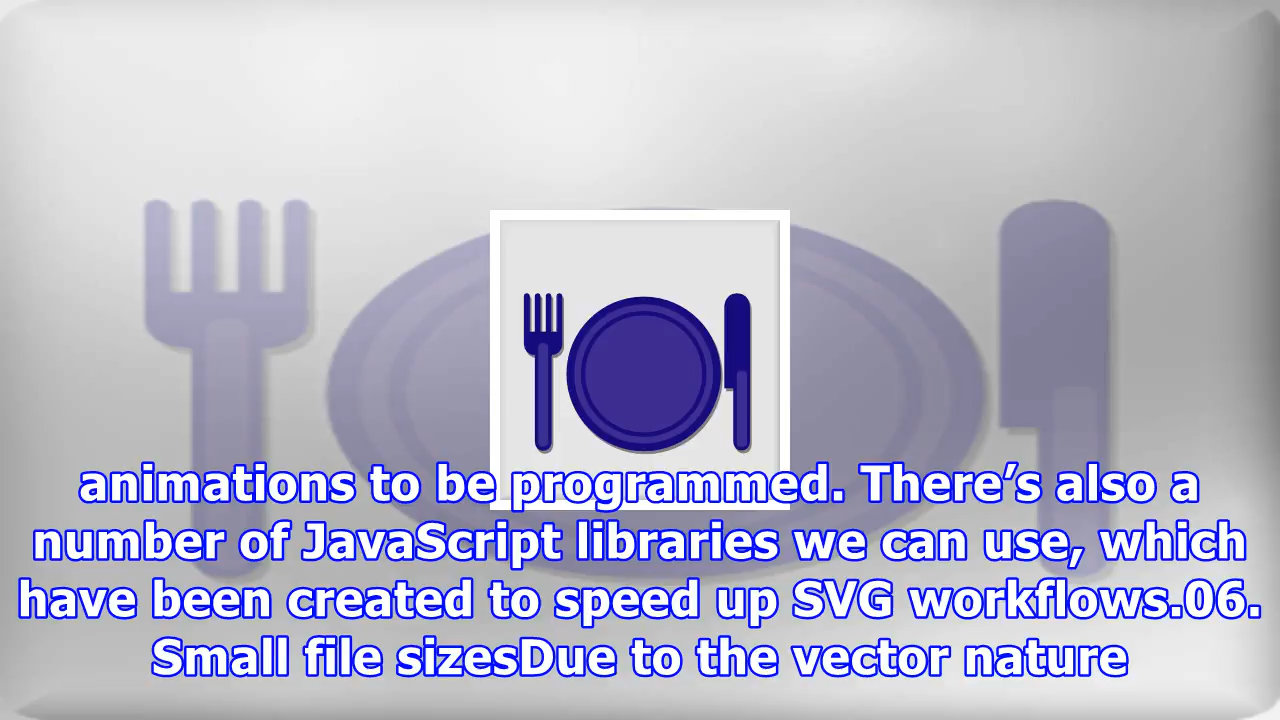 animations to be programmed. There’s also a
number of JavaScript libraries we can use, which
have been created to speed up SVG workflows.06.
Small file sizesDue to the vector nature